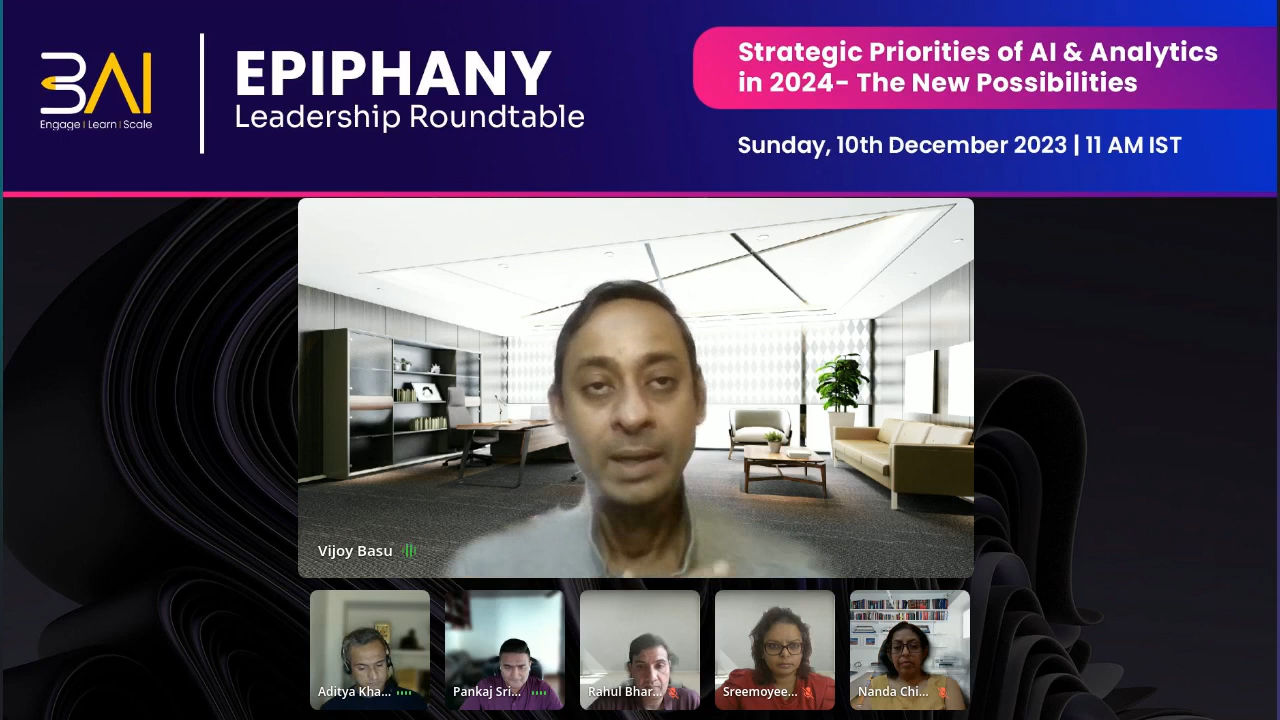 3AI
Engage | Learn | Scale
EPIPHANY
Leadership Roundtable
Strategic Priorities of AI & Analytics
in 2024- The New Possibilities
Sunday, 10th December 2023 | 11 AM IST
Vijoy Basu
Aditya Kha...
Pankaj Sri...
Rahul Bhar...
Sreemoyee...
Nanda Chi...